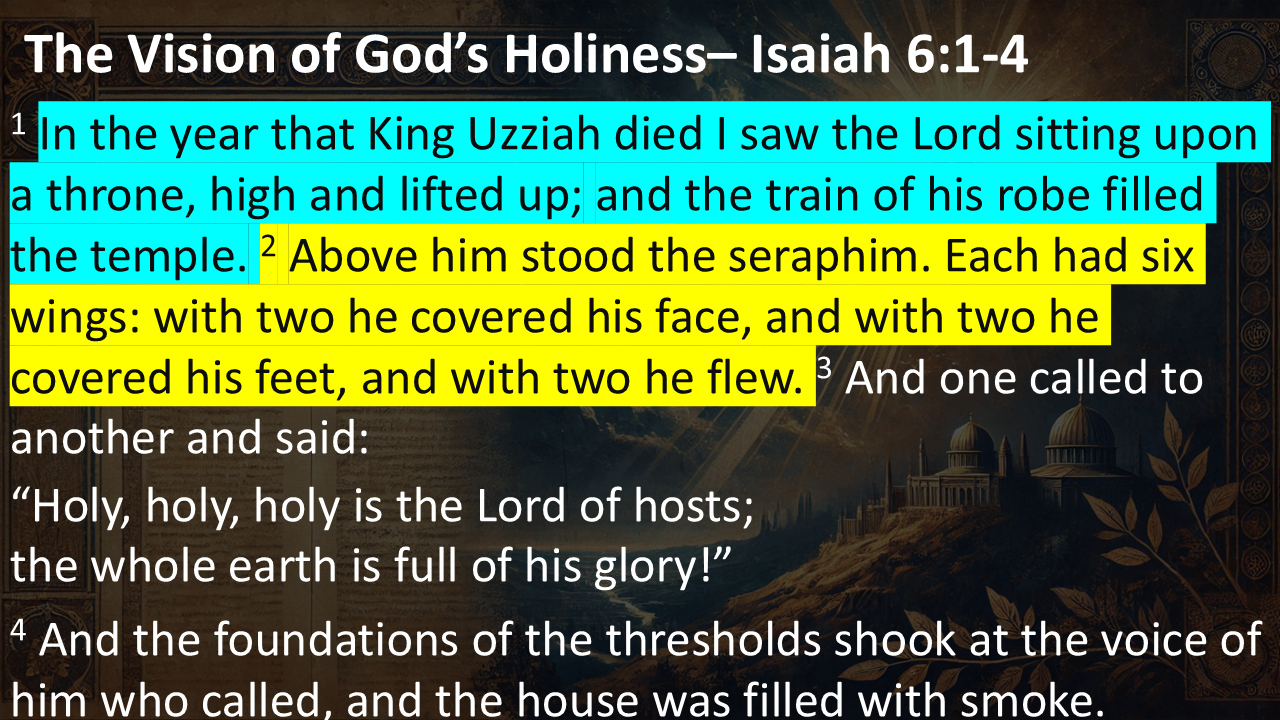 The Vision of God’s Holiness– Isaiah 6:1-4
1 In the year that King Uzziah died I saw the Lord sitting upon
a throne, high and lifted up; and the train of his robe filled
the temple. 2 Above him stood the seraphim. Each had six
wings: with two he covered his face, and with two he
covered his feet, and with two he flew. 3 And one called to
another and said:
“Holy, holy, holy is the Lord of hosts;
the whole earth is full of his glory!”
4 And the foundations of the thresholds shook at the voice of
him who called, and the house was filled with smoke.